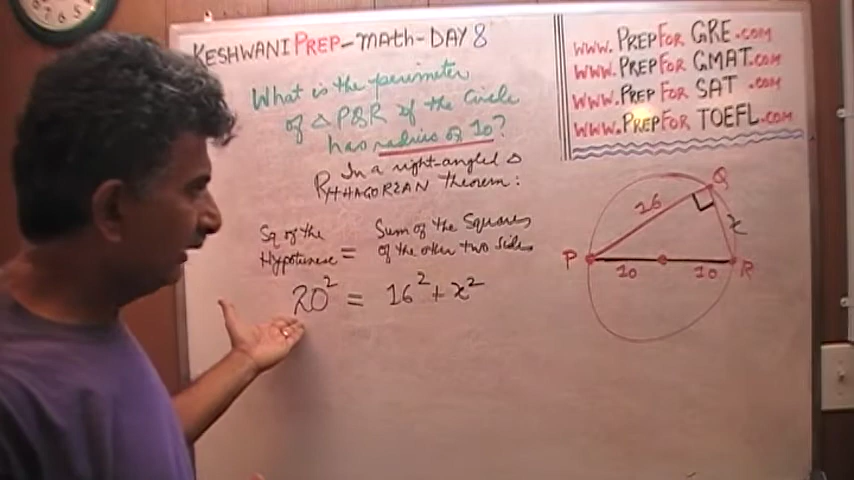 KESHWANI PREP-MATH-DAY 8
What is the perimeter
of △ PQR if the Circle
has radius of 10?
In a right-angled △
PYTHAGOREAN theorem:
Sq of the
Hypotenuse
=
Sum of the Squares
of the other two sides
20² = 16² + x²
www.PREPFOR GRE.COM
www.PREPFOR GMAT.COM
www.PREPFOR SAT.COM
www.PREPFOR TOEFL.COM
Q
16
x
P
R
10
10